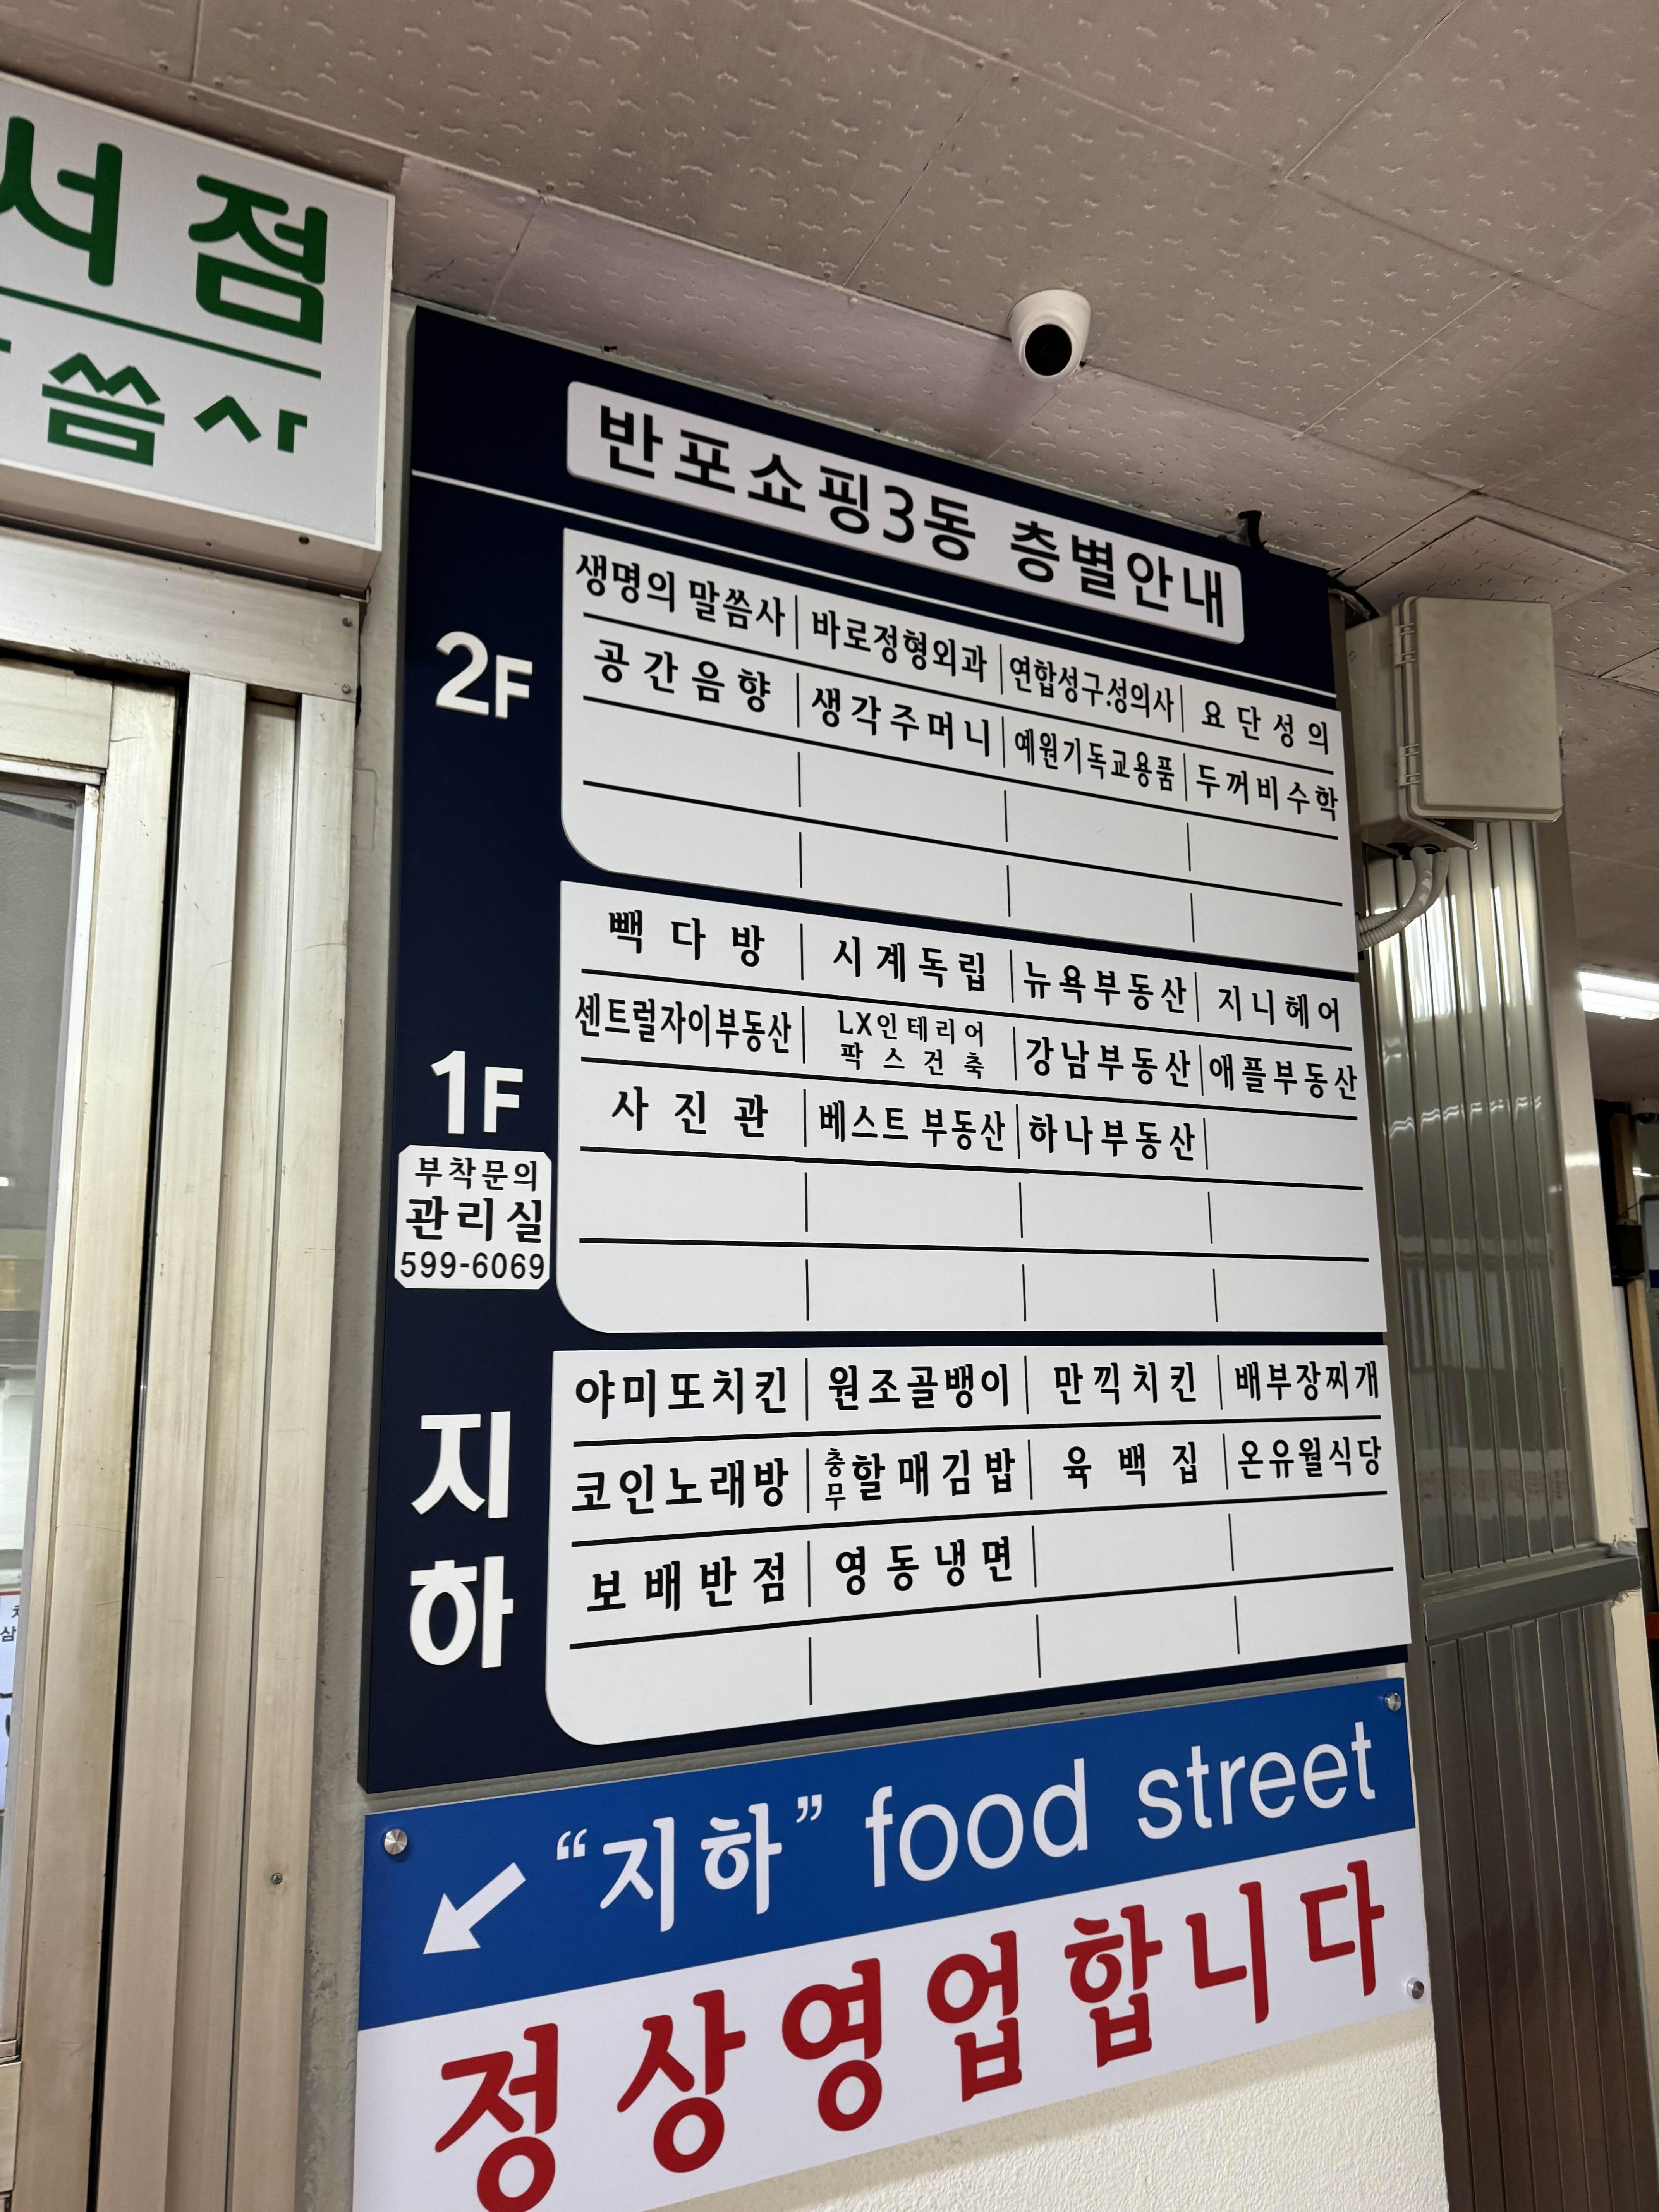 서점
씀사
반포쇼핑3동 층별안내
2F
생명의 말씀사 바로정형외과 연합성구.성의사 요단성의
공간음향 생각주머니 예원기독교용품 두꺼비수학
1F
빽다방 시계독립 뉴욕부동산 지니헤어
센트럴자이부동산 LX인테리어 팍스건축 강남부동산 애플부동산
사진관 베스트 부동산 하나부동산
부착문의
관리실
599-6069
지하
야미또치킨 원조골뱅이 만끽치킨 배부장찌개
코인노래방 충무할매김밥 육백집 온유월식당
보배반점 영동냉면
“지하” food street
정상영업합니다